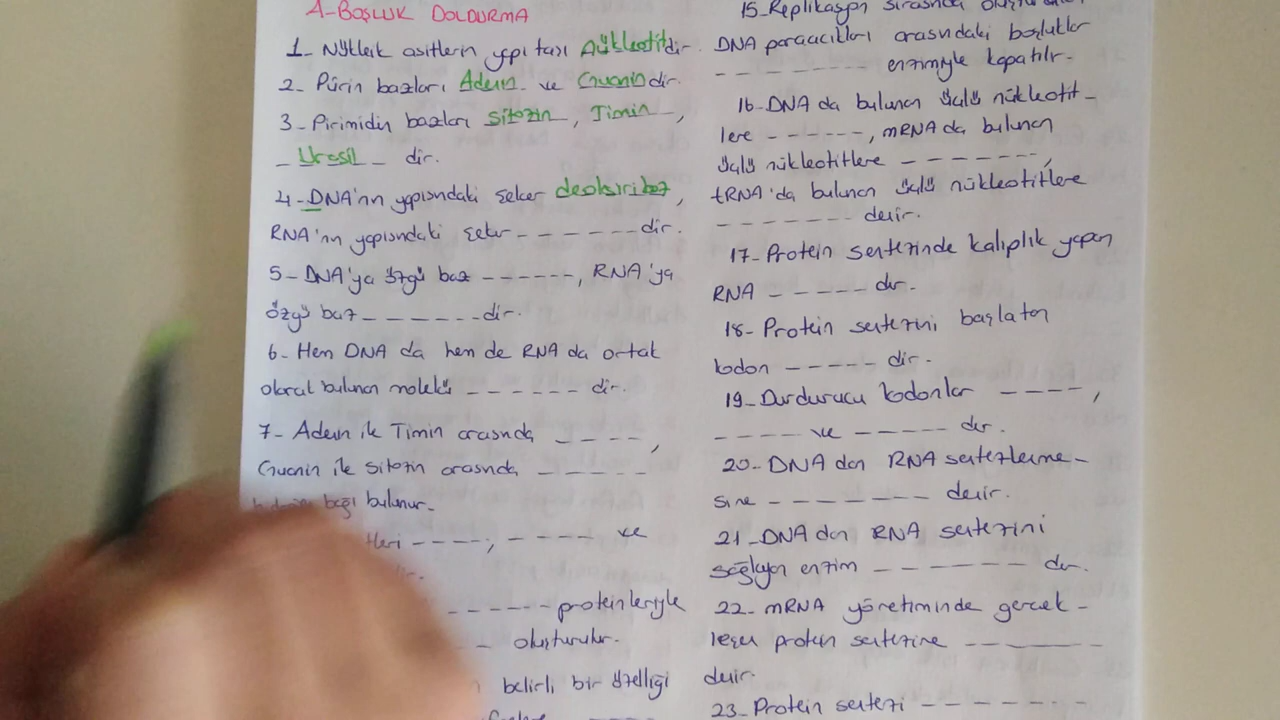 A-BOŞLUK DOLDURMA
1- Nükleik asitlerin yapı taşı Nükleotitdir.
2- Pürin bazları Adenin ve Guanindir.
3- Pirimidin bazları Sitozin, Timin,
Urasil dir.
4- DNA'nın yapısındaki şeker deoksiriboz,
RNA'nın yapısındaki şeker ------ dir.
5- DNA'ya özgü baz ------, RNA'ya
özgü baz ------ dir.
6- Hem DNA da hem de RNA da ortak
olarak bulunan molekül ------ dir.
7- Adenin ile Timin arasında ----,
Guanin ile Sitozin arasında -----
bağı bulunur.
----; ---- ve
------ proteinleriyle
-- oluşturulur.
belirli bir özelliği
15- Replikasyon sırasında
DNA parçacıkları arasındaki boşluklar
------- enzimiyle kapatılır.
16- DNA da bulunan üçlü nükleotit-
lere -----, mRNA da bulunan
üçlü nükleotitlere -------,
tRNA'da bulunan üçlü nükleotitlere
------- denir.
17- Protein sentezinde kalıplık yapan
RNA ----- dır.
18- Protein sentezini başlatan
kodon ---- dir.
19- Durdurucu kodonlar ----,
---- ve ----- dır.
20- DNA dan RNA sentezlenme-
sine ------- denir.
21- DNA dan RNA sentezini
sağlayan enzim ------- dır.
22- mRNA yönetiminde gerçek-
leşen protein sentezine -------
denir.
23- Protein sentezi -------